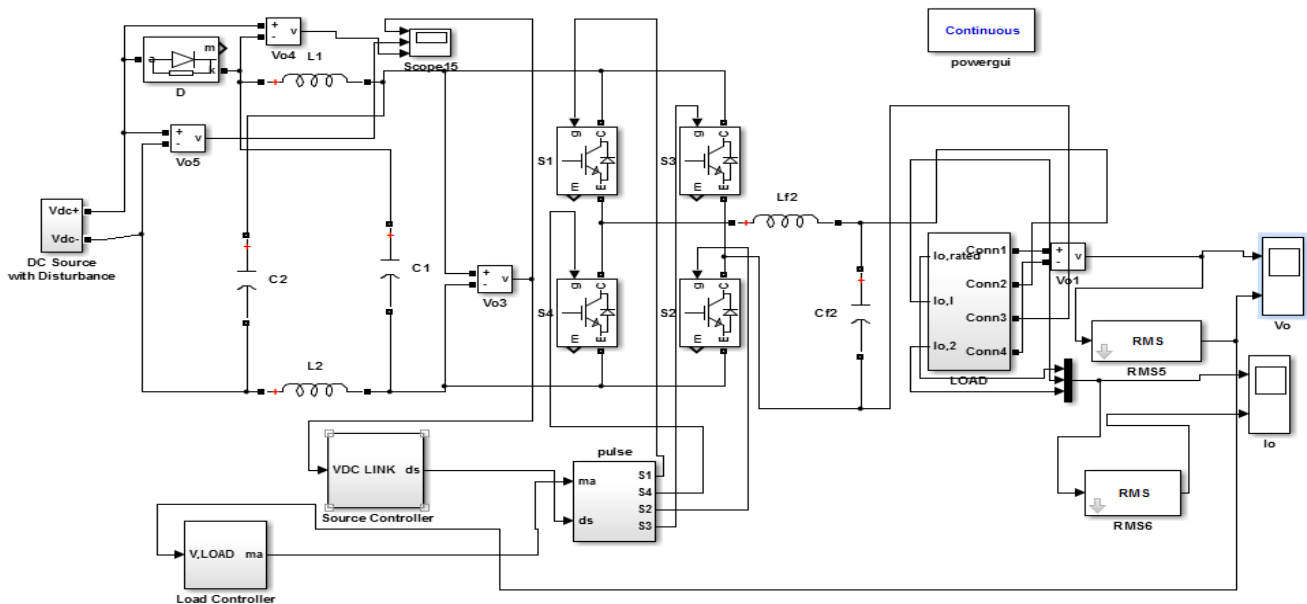 Continuous
powergui
+
-
v
Vo4
m
a
k
D
L1
Scope15
+
-
v
Vo5
g
C
S1
m
E
g
C
S3
m
E
Vdc+
Vdc-
DC Source
with Disturbance
C2
C1
+
-
v
Vo3
L2
g
C
S4
m
E
g
C
S2
m
E
Lf2
Cf2
Io,rated
Io,l
Io,2
Conn1
Conn2
Conn3
Conn4
LOAD
+
-
v
Vo1
Vo
RMS
RMS5
Io
RMS
RMS6
VDC LINK
ds
Source Controller
pulse
ma
ds
S1
S4
S2
S3
V,LOAD
ma
Load Controller